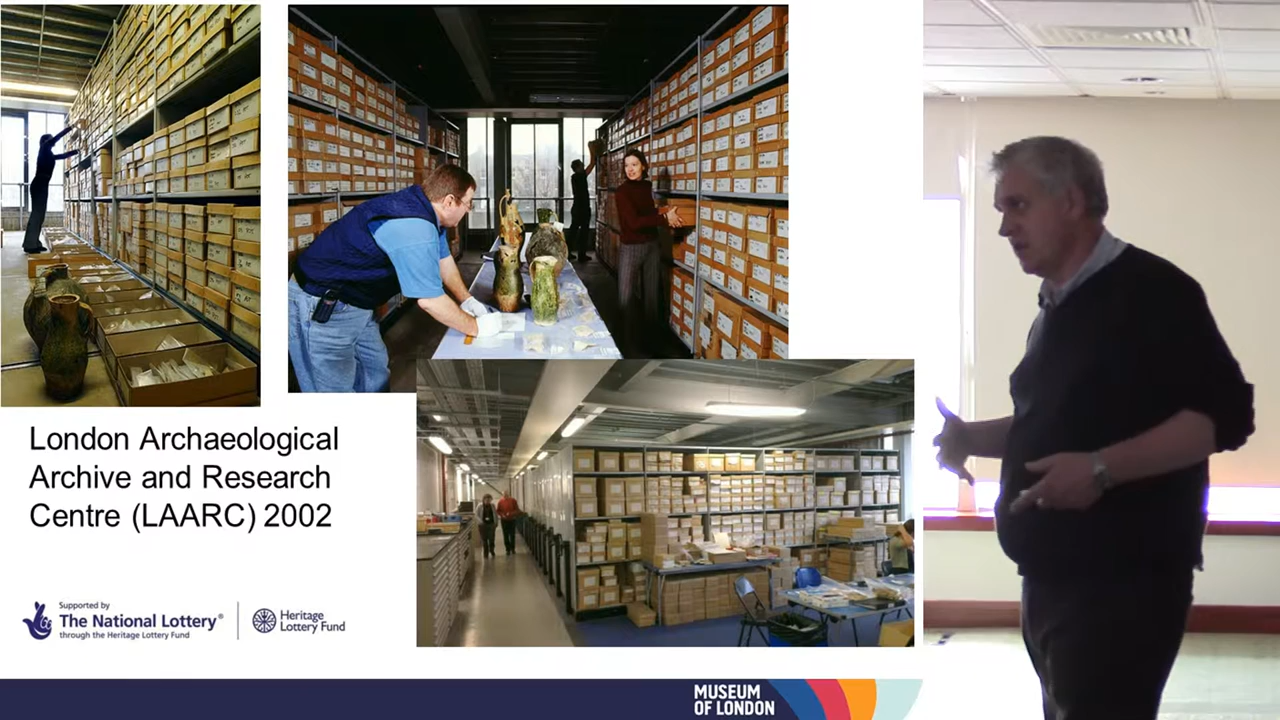 London Archaeological
Archive and Research
Centre (LAARC) 2002
Supported by
The National Lottery®
through the Heritage Lottery Fund
Heritage
Lottery Fund
MUSEUM
OF LONDON